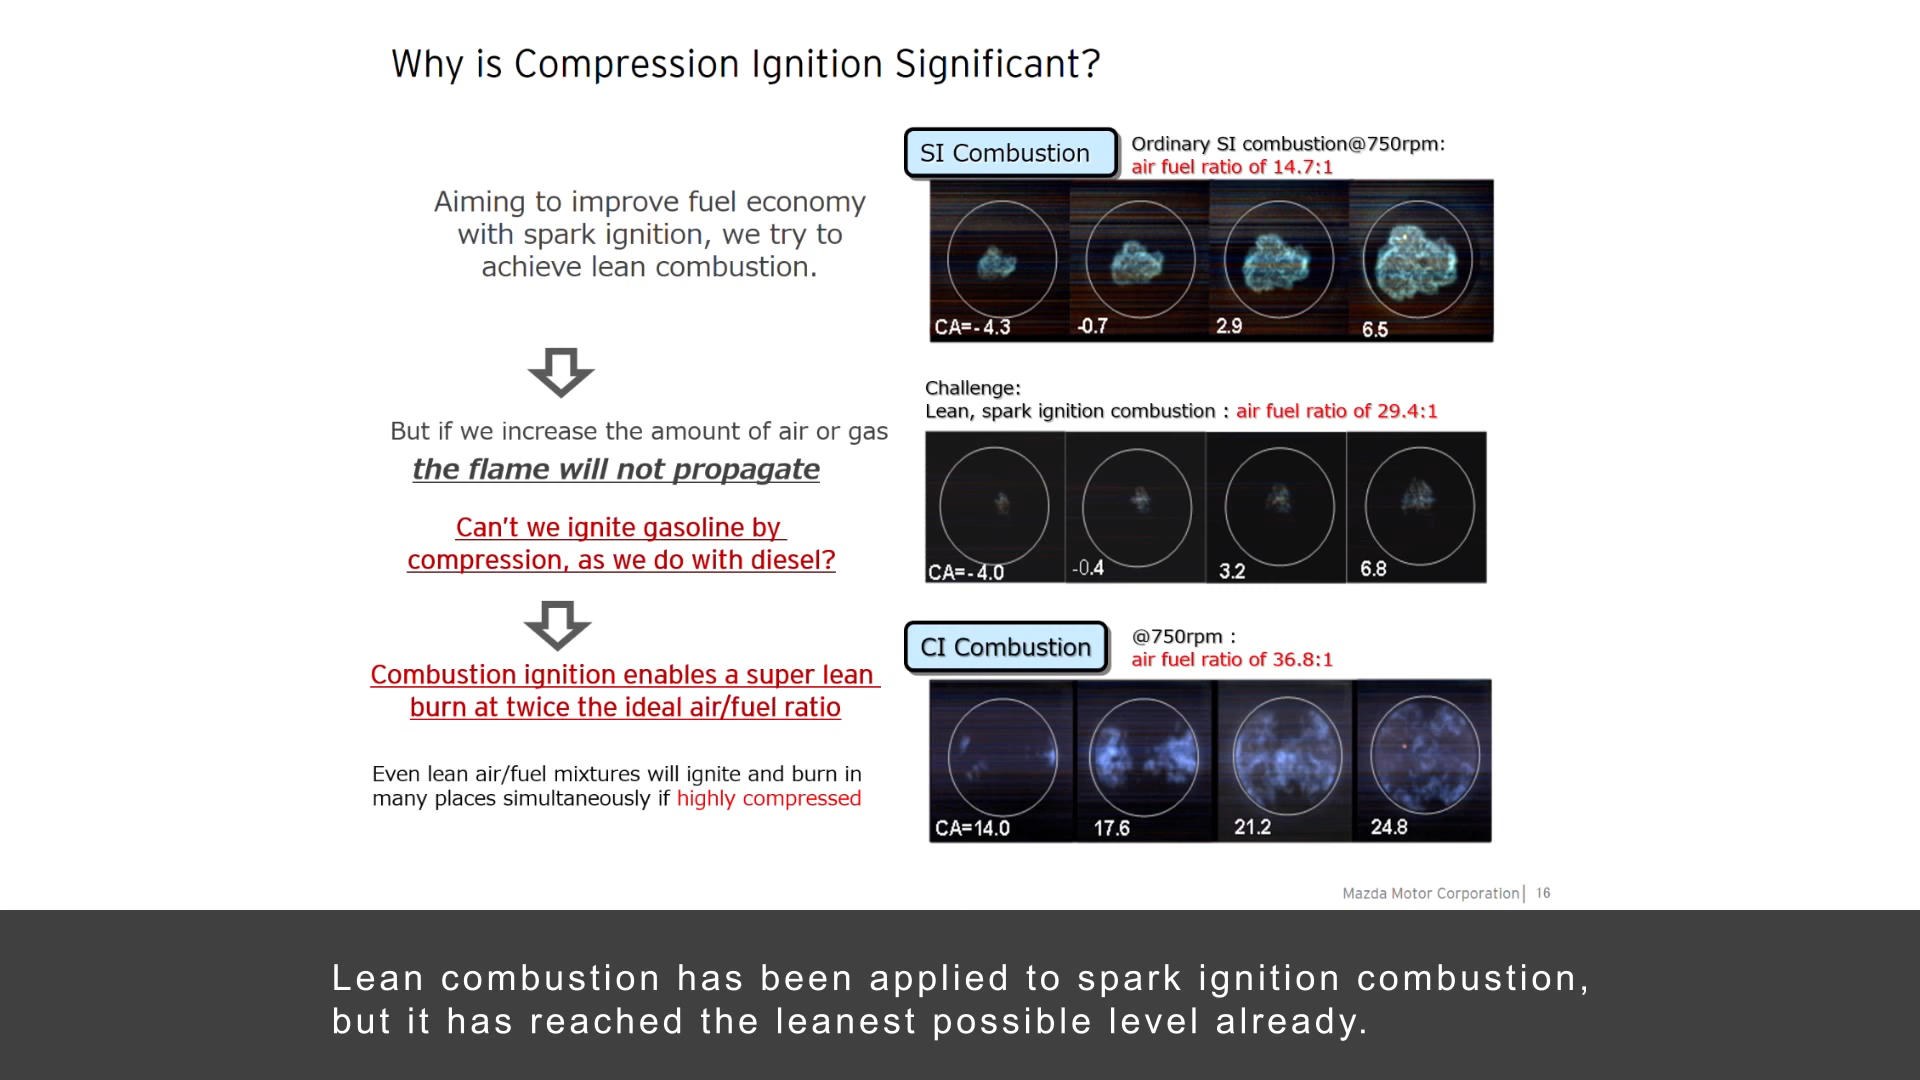 Why is Compression Ignition Significant?
Aiming to improve fuel economy
with spark ignition, we try to
achieve lean combustion.
But if we increase the amount of air or gas
the flame will not propagate
Can't we ignite gasoline by
compression, as we do with diesel?
Combustion ignition enables a super lean
burn at twice the ideal air/fuel ratio
Even lean air/fuel mixtures will ignite and burn in
many places simultaneously if highly compressed
SI Combustion
Ordinary SI combustion@750rpm:
air fuel ratio of 14.7:1
CA=-4.3 -0.7 2.9 6.5
Challenge:
Lean, spark ignition combustion : air fuel ratio of 29.4:1
CA=-4.0 -0.4 3.2 6.8
CI Combustion
@750rpm :
air fuel ratio of 36.8:1
CA=14.0 17.6 21.2 24.8
Mazda Motor Corporation| 16
Lean combustion has been applied to spark ignition combustion,
but it has reached the leanest possible level already.